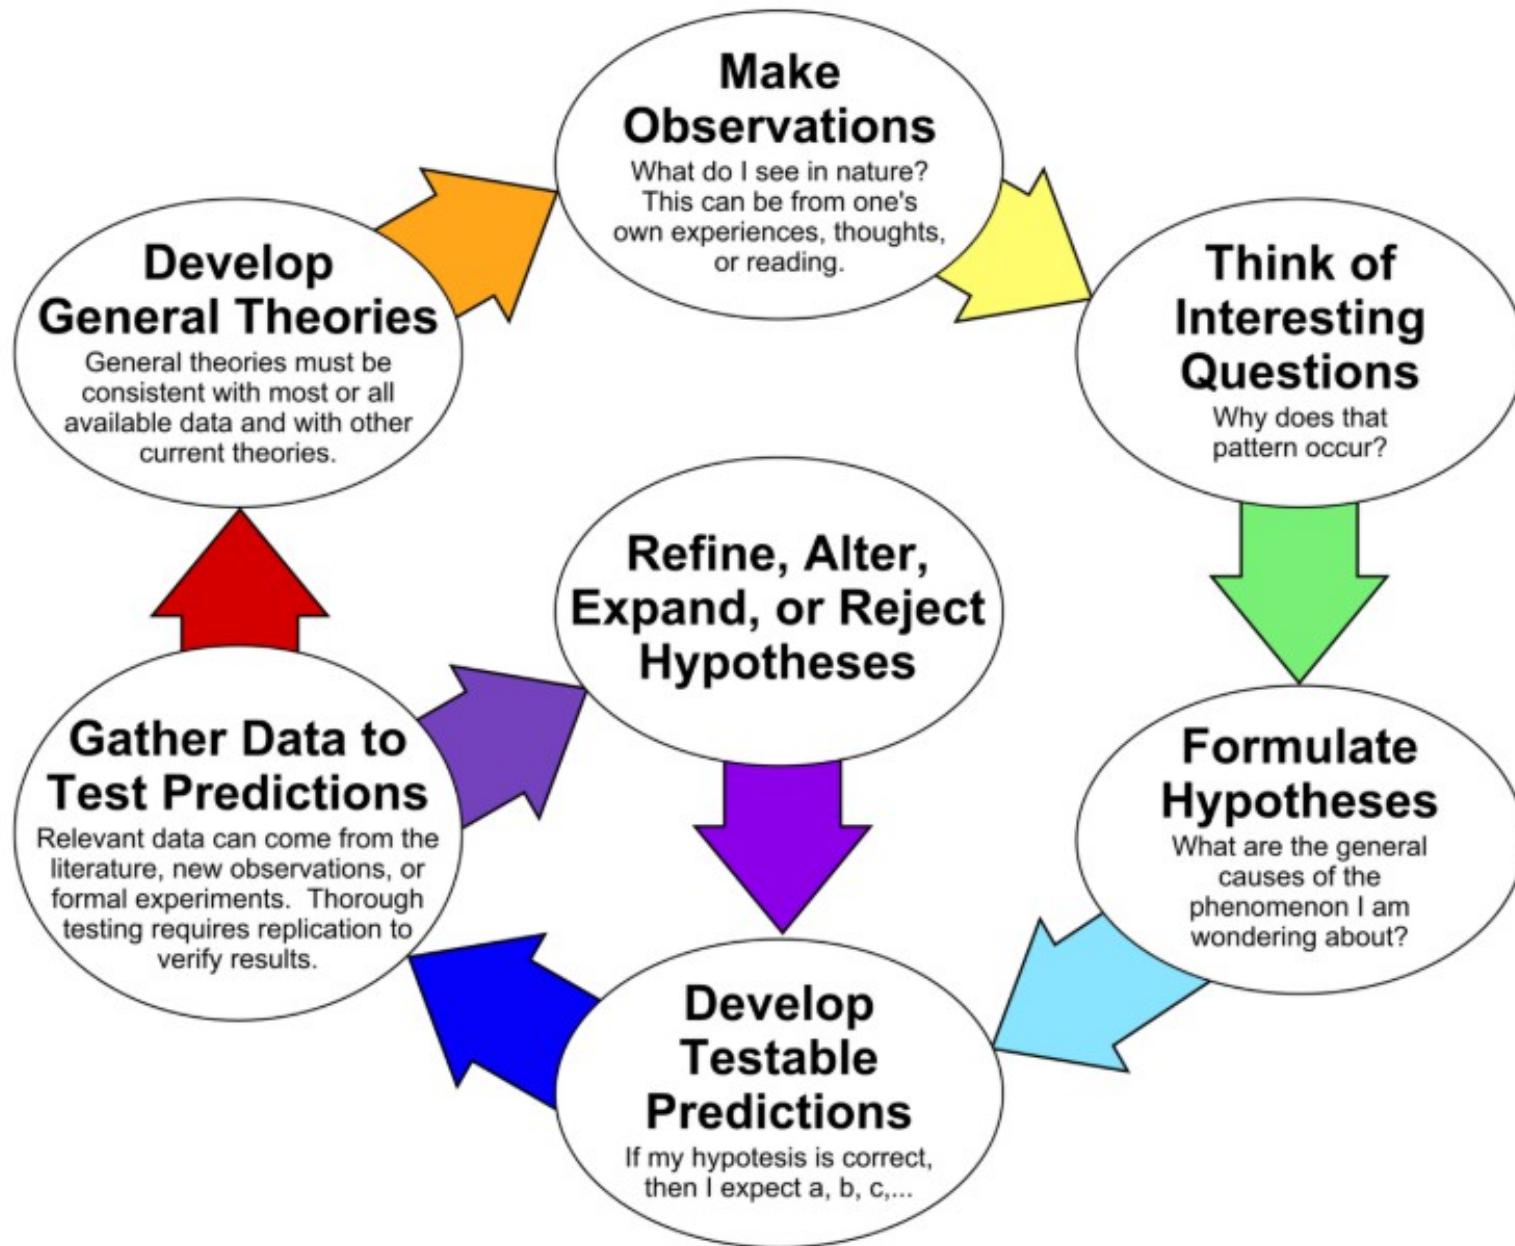 Make
Observations
What do I see in nature?
This can be from one's
own experiences, thoughts,
or reading.
Think of
Interesting
Questions
Why does that
pattern occur?
Formulate
Hypotheses
What are the general
causes of the
phenomenon I am
wondering about?
Develop
Testable
Predictions
If my hypotesis is correct,
then I expect a, b, c,...
Gather Data to
Test Predictions
Relevant data can come from the
literature, new observations, or
formal experiments.  Thorough
testing requires replication to
verify results.
Refine, Alter,
Expand, or Reject
Hypotheses
Develop
General Theories
General theories must be
consistent with most or all
available data and with other
current theories.